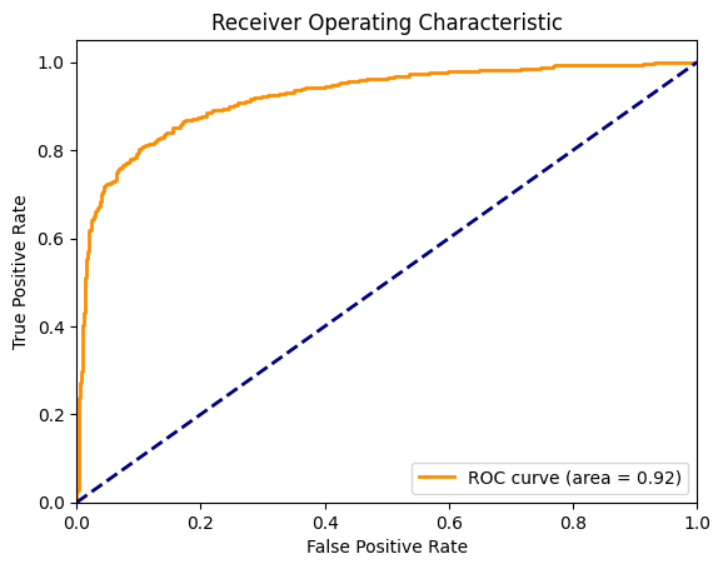 Receiver Operating Characteristic
1.0
0.8
0.6
0.4
0.2
0.0
True Positive Rate
ROC curve (area = 0.92)
0.0 0.2 0.4 0.6 0.8 1.0
False Positive Rate